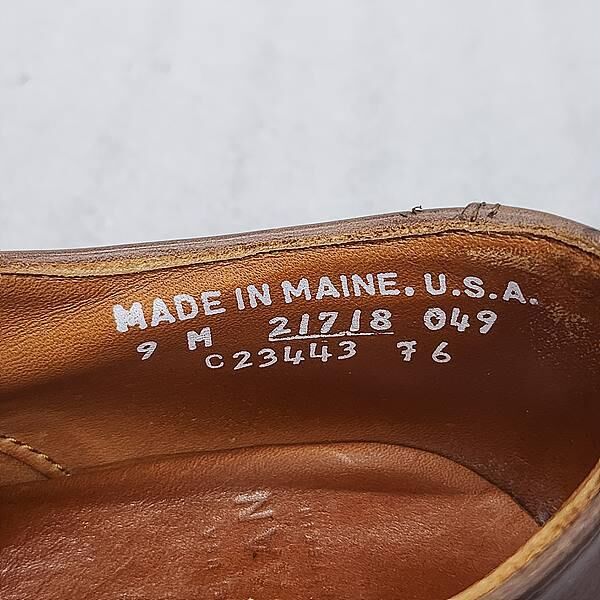 MADE IN MAINE. U.S.A.
9 M 21718 049
C23443 76